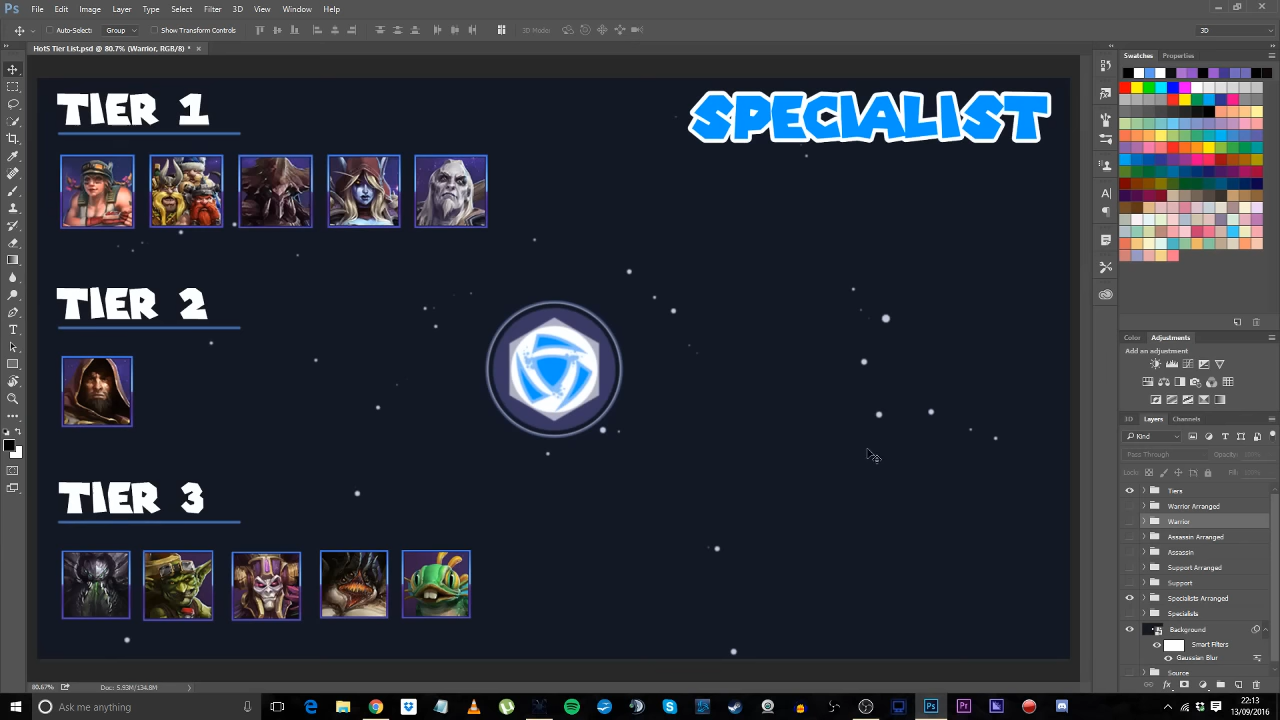 Ps File Edit Image Layer Type Select Filter 3D View Window Help
Auto-Select: Group Show Transform Controls 3D Mode: 3D
HotS Tier List.psd @ 80.7% (Warrior, RGB/8) * ×
TIER 1
SPECIALIST
TIER 2
TIER 3
Swatches Properties
Color Adjustments
Add an adjustment
3D Layers Channels
Kind
Pass Through Opacity: 100%
Lock: Fill: 100%
Tiers
Warrior Arranged
Warrior
Assassin Arranged
Assassin
Support Arranged
Support
Specialists Arranged
Specialists
Background
Smart Filters
Gaussian Blur
Source
80.67% Doc: 5.93M/134.8M
Ask me anything
22:13
13/09/2016